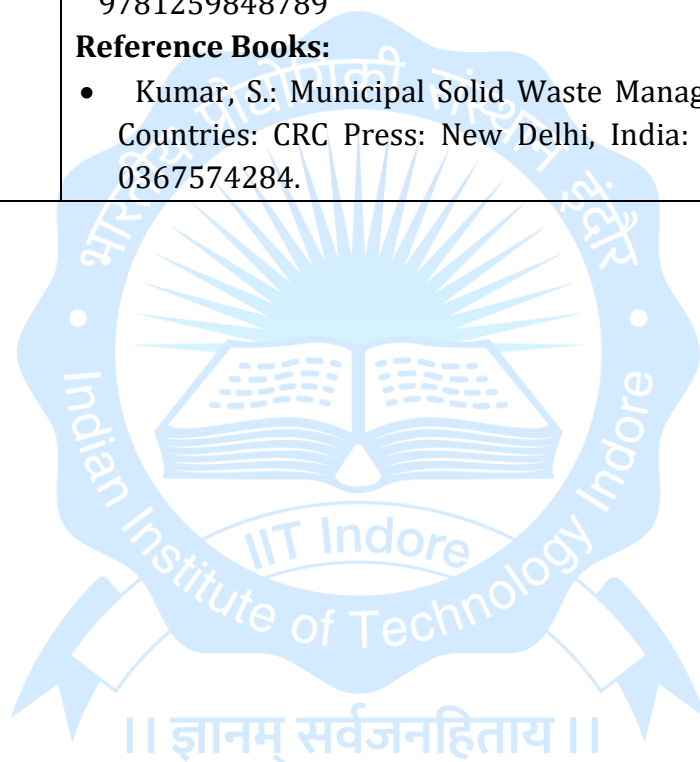 9781259848789
Reference Books:
• Kumar, S.: Municipal Solid Waste Manag
Countries: CRC Press: New Delhi, India:
0367574284.
भारतीय प्रौद्योगिकी संस्थान इंदौर
Indian Institute of Technology Indore
IIT Indore
।। ज्ञानम् सर्वजनहिताय ।।